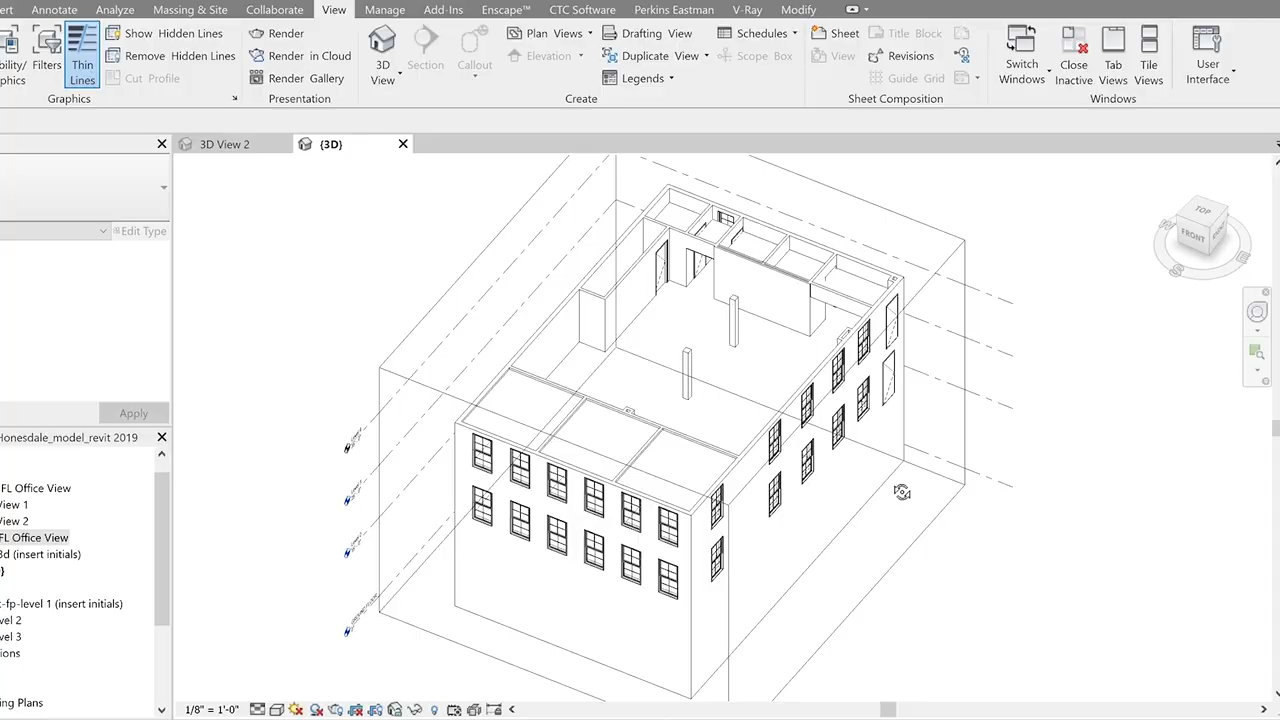 ert Annotate Analyze Massing & Site Collaborate View Manage Add-Ins Enscape™ CTC Software Perkins Eastman V-Ray Modify
bility/ phics
Filters
Thin Lines
Show Hidden Lines
Remove Hidden Lines
Cut Profile
Graphics
Render
Render in Cloud
Render Gallery
Presentation
3D View
Section
Callout
Plan Views
Elevation
Drafting View
Duplicate View
Legends
Schedules
Scope Box
Create
Sheet
View
Title Block
Revisions
Guide Grid
Sheet Composition
Switch Windows
Close Inactive
Tab Views
Tile Views
Windows
User Interface
3D View 2
{3D}
Edit Type
Apply
Honesdale_model_revit 2019
FL Office View
View 1
View 2
FL Office View
3d (insert initials)
}
-fp-level 1 (insert initials)
vel 2
vel 3
ions
ing Plans
TOP
FRONT
1/8" = 1'-0"